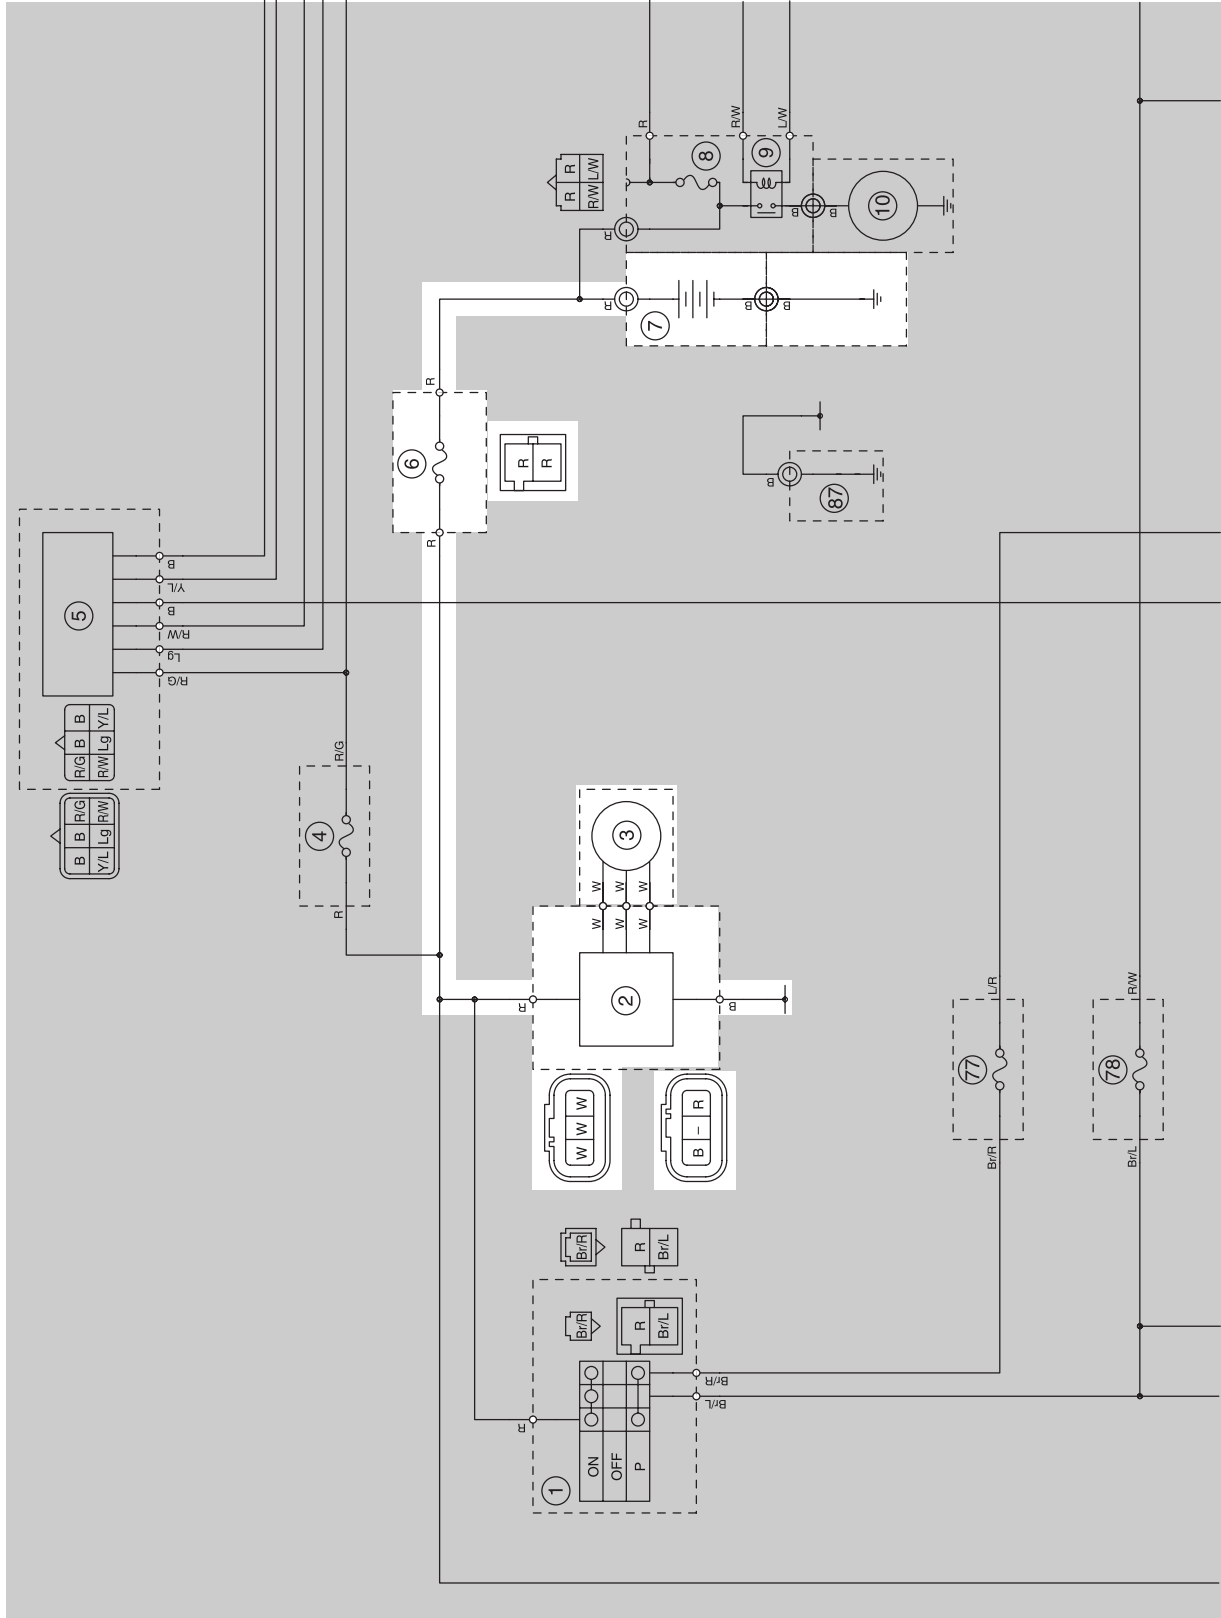 R
R/W
L/W
R R
R/W L/W
8
9
10
R
B
B
R
B
B
7
R
6
R
R
R
B
87
5
B
Y/L
B
R/W
Lg
R/G
R/G B B
R/W Lg Y/L
B B R/G
Y/L Lg R/W
R/G
4
R
3
W
W
W
W
W
W
R
2
B
L/R
R/W
77
78
W W W
B – R
Br/R
Br/L
Br/R
R
Br/L
Br/R
R
Br/L
Br/R
Br/L
R
ON
OFF
P
1